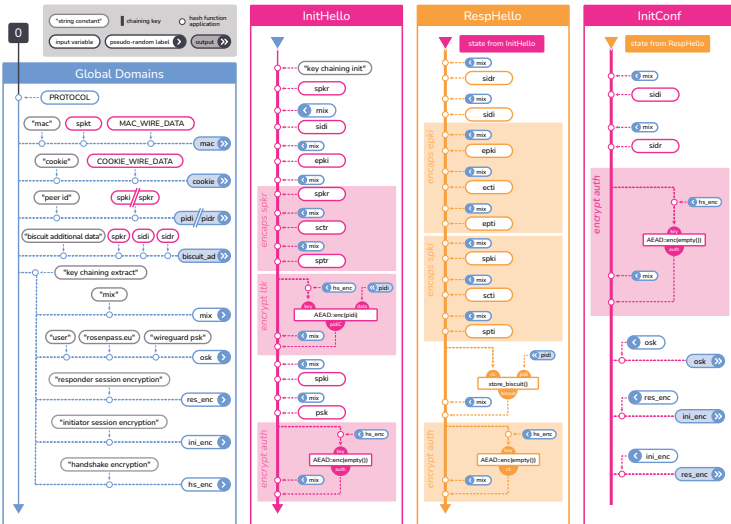 0
"string constant"
chaining key
hash function
application
input variable
pseudo-random label
output
Global Domains
PROTOCOL
"mac"
spkt
MAC_WIRE_DATA
mac
"cookie"
COOKIE_WIRE_DATA
cookie
"peer id"
spki
spkr
pidi
pidr
"biscuit additional data"
spkr
sidi
sidr
biscuit_ad
"key chaining extract"
"mix"
mix
"user"
"rosenpass.eu"
"wireguard psk"
osk
"responder session encryption"
res_enc
"initiator session encryption"
ini_enc
"handshake encryption"
hs_enc
InitHello
"key chaining init"
spkr
mix
sidi
mix
epki
mix
encaps spkr
spkr
mix
sctr
mix
sptr
encrypt ltk
hs_enc
pidi
key
data
AEAD::enc(pidi)
pidiC
mix
spki
mix
psk
encrypt auth
hs_enc
key
AEAD::enc(empty())
auth
mix
RespHello
state from InitHello
mix
sidr
mix
sidi
encaps epki
mix
epki
mix
ecti
mix
epti
encaps spki
mix
spki
mix
scti
mix
spti
pidi
store_biscuit()
biscuit
mix
encrypt auth
hs_enc
key
AEAD::enc(empty())
mix
InitConf
state from RespHello
mix
sidi
mix
sidr
encrypt auth
hs_enc
key
AEAD::enc(empty())
auth
mix
osk
osk
res_enc
ini_enc
ini_enc
res_enc